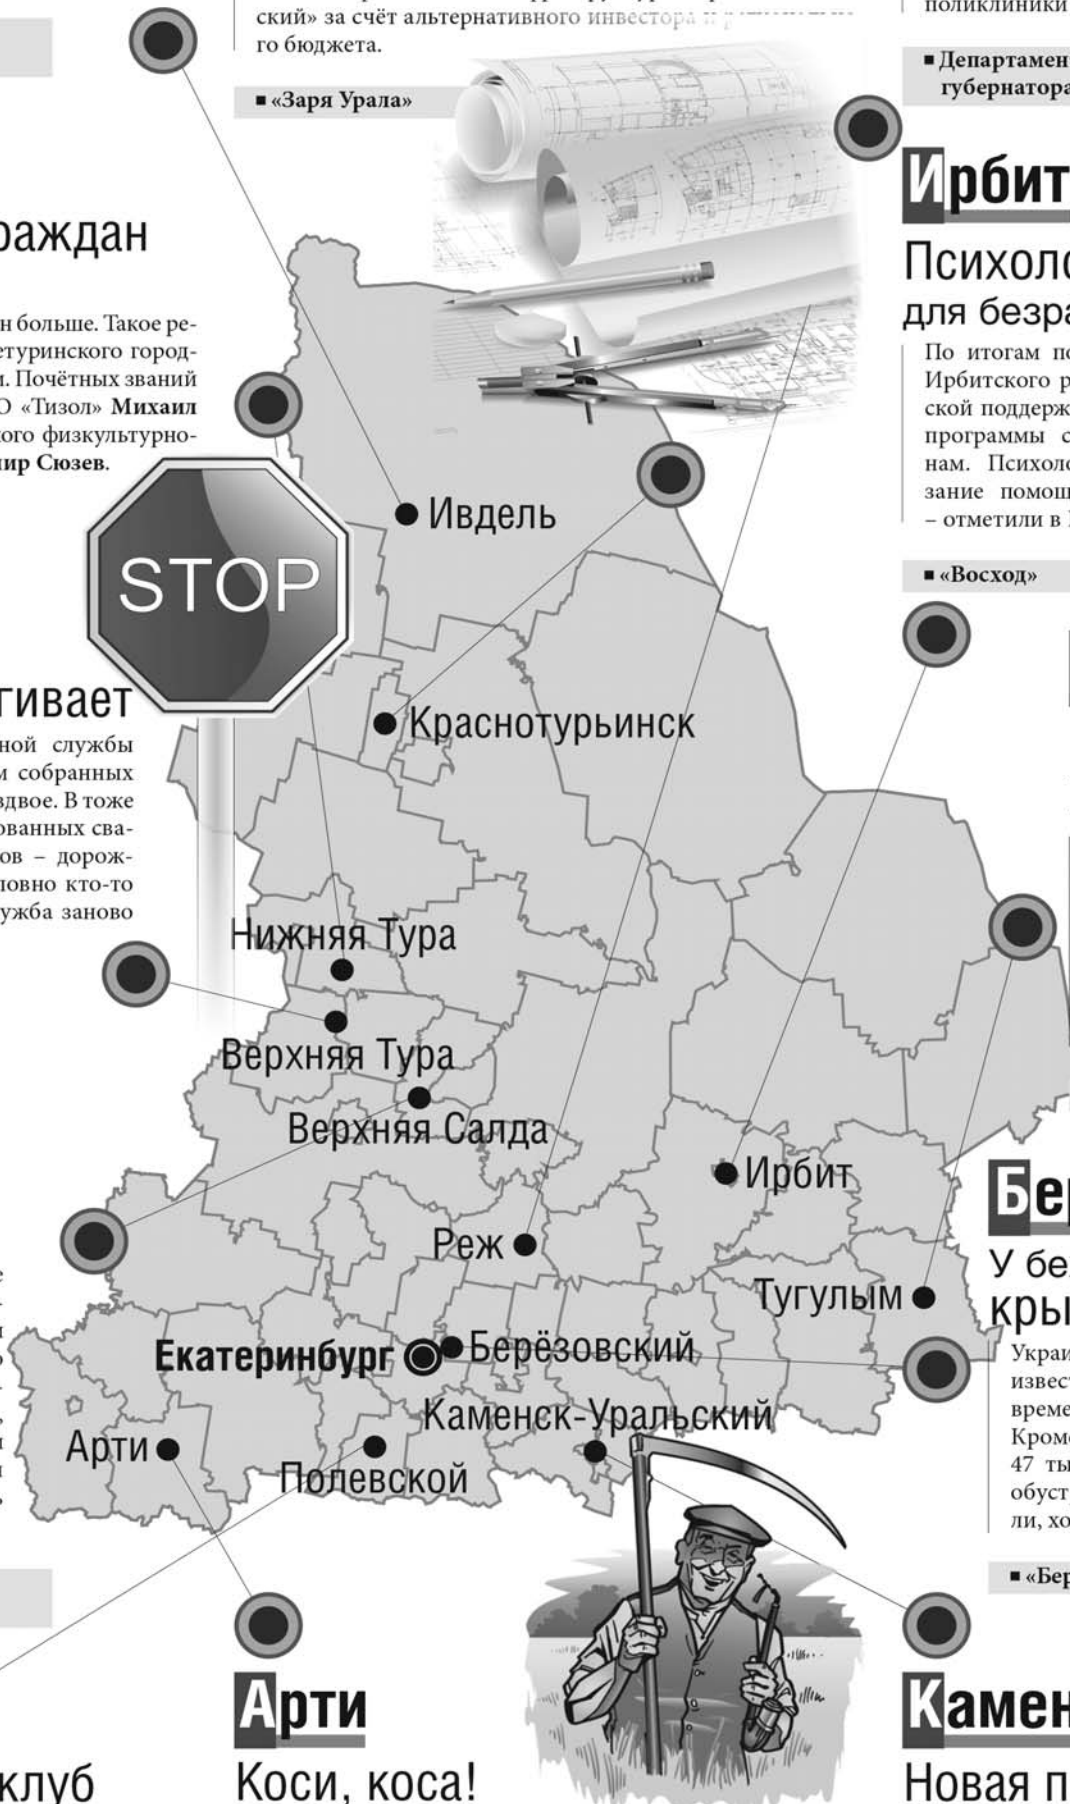 ский» за счёт альтернативного инвестора и
го бюджета.
■ «Заря Урала»
поликлиники
■ Департамен
губернатора
Ирбит
Психоло
для безра
По итогам по
Ирбитского р
ской поддерж
программы с
нам. Психоло
зание помощ
– отметили в
■ «Восход»
раждан
н больше. Такое ре-
етуринского город-
и. Почётных званий
О «Тизол» Михаил
ого физкультурно-
ир Сюзев.
STOP
гивает
ной службы
м собранных
вдвое. В тоже
ованных сва-
ов – дорож-
ловно кто-то
ужба заново
Ивдель
Краснотурьинск
Нижняя Тура
Верхняя Тура
Верхняя Салда
Ирбит
Реж
Тугулым
Екатеринбург
Берёзовский
Каменск-Уральский
Арти
Полевской
Бер
У бе
кры
Украи
извест
време
Кром
47 ты
обуст
ли, хо
■ «Бер
Арти
Коси, коса!
клуб
Камен
Новая п